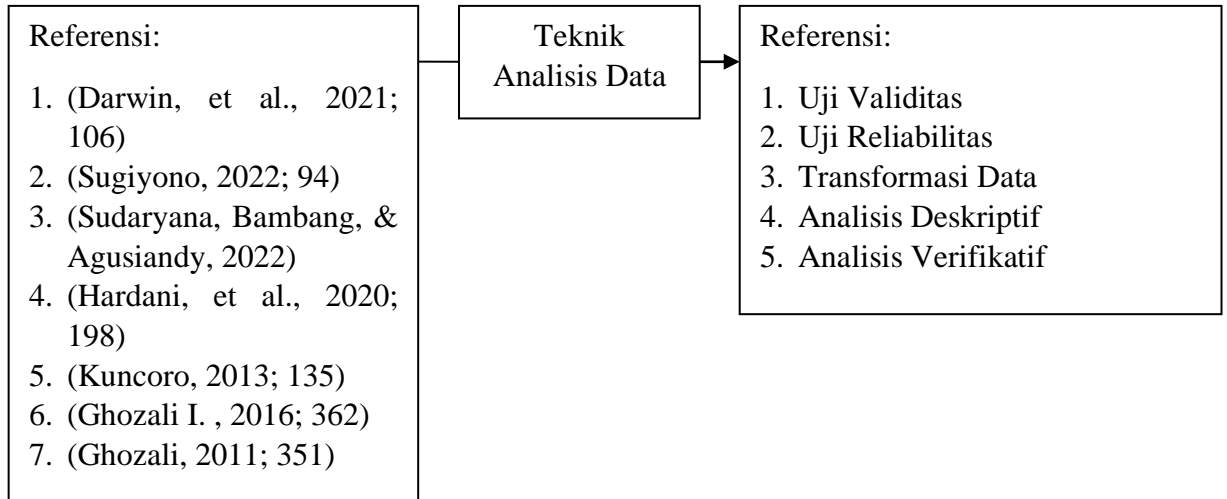 Referensi:
1. (Darwin, et al., 2021;
106)
2. (Sugiyono, 2022; 94)
3. (Sudaryana, Bambang, &
Agusiandy, 2022)
4. (Hardani, et al., 2020;
198)
5. (Kuncoro, 2013; 135)
6. (Ghozali I. , 2016; 362)
7. (Ghozali, 2011; 351)
Teknik
Analisis Data
Referensi:
1. Uji Validitas
2. Uji Reliabilitas
3. Transformasi Data
4. Analisis Deskriptif
5. Analisis Verifikatif